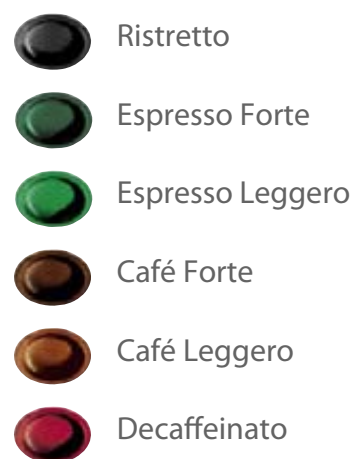 Ristretto
Espresso Forte
Espresso Leggero
Café Forte
Café Leggero
Decaffeinato